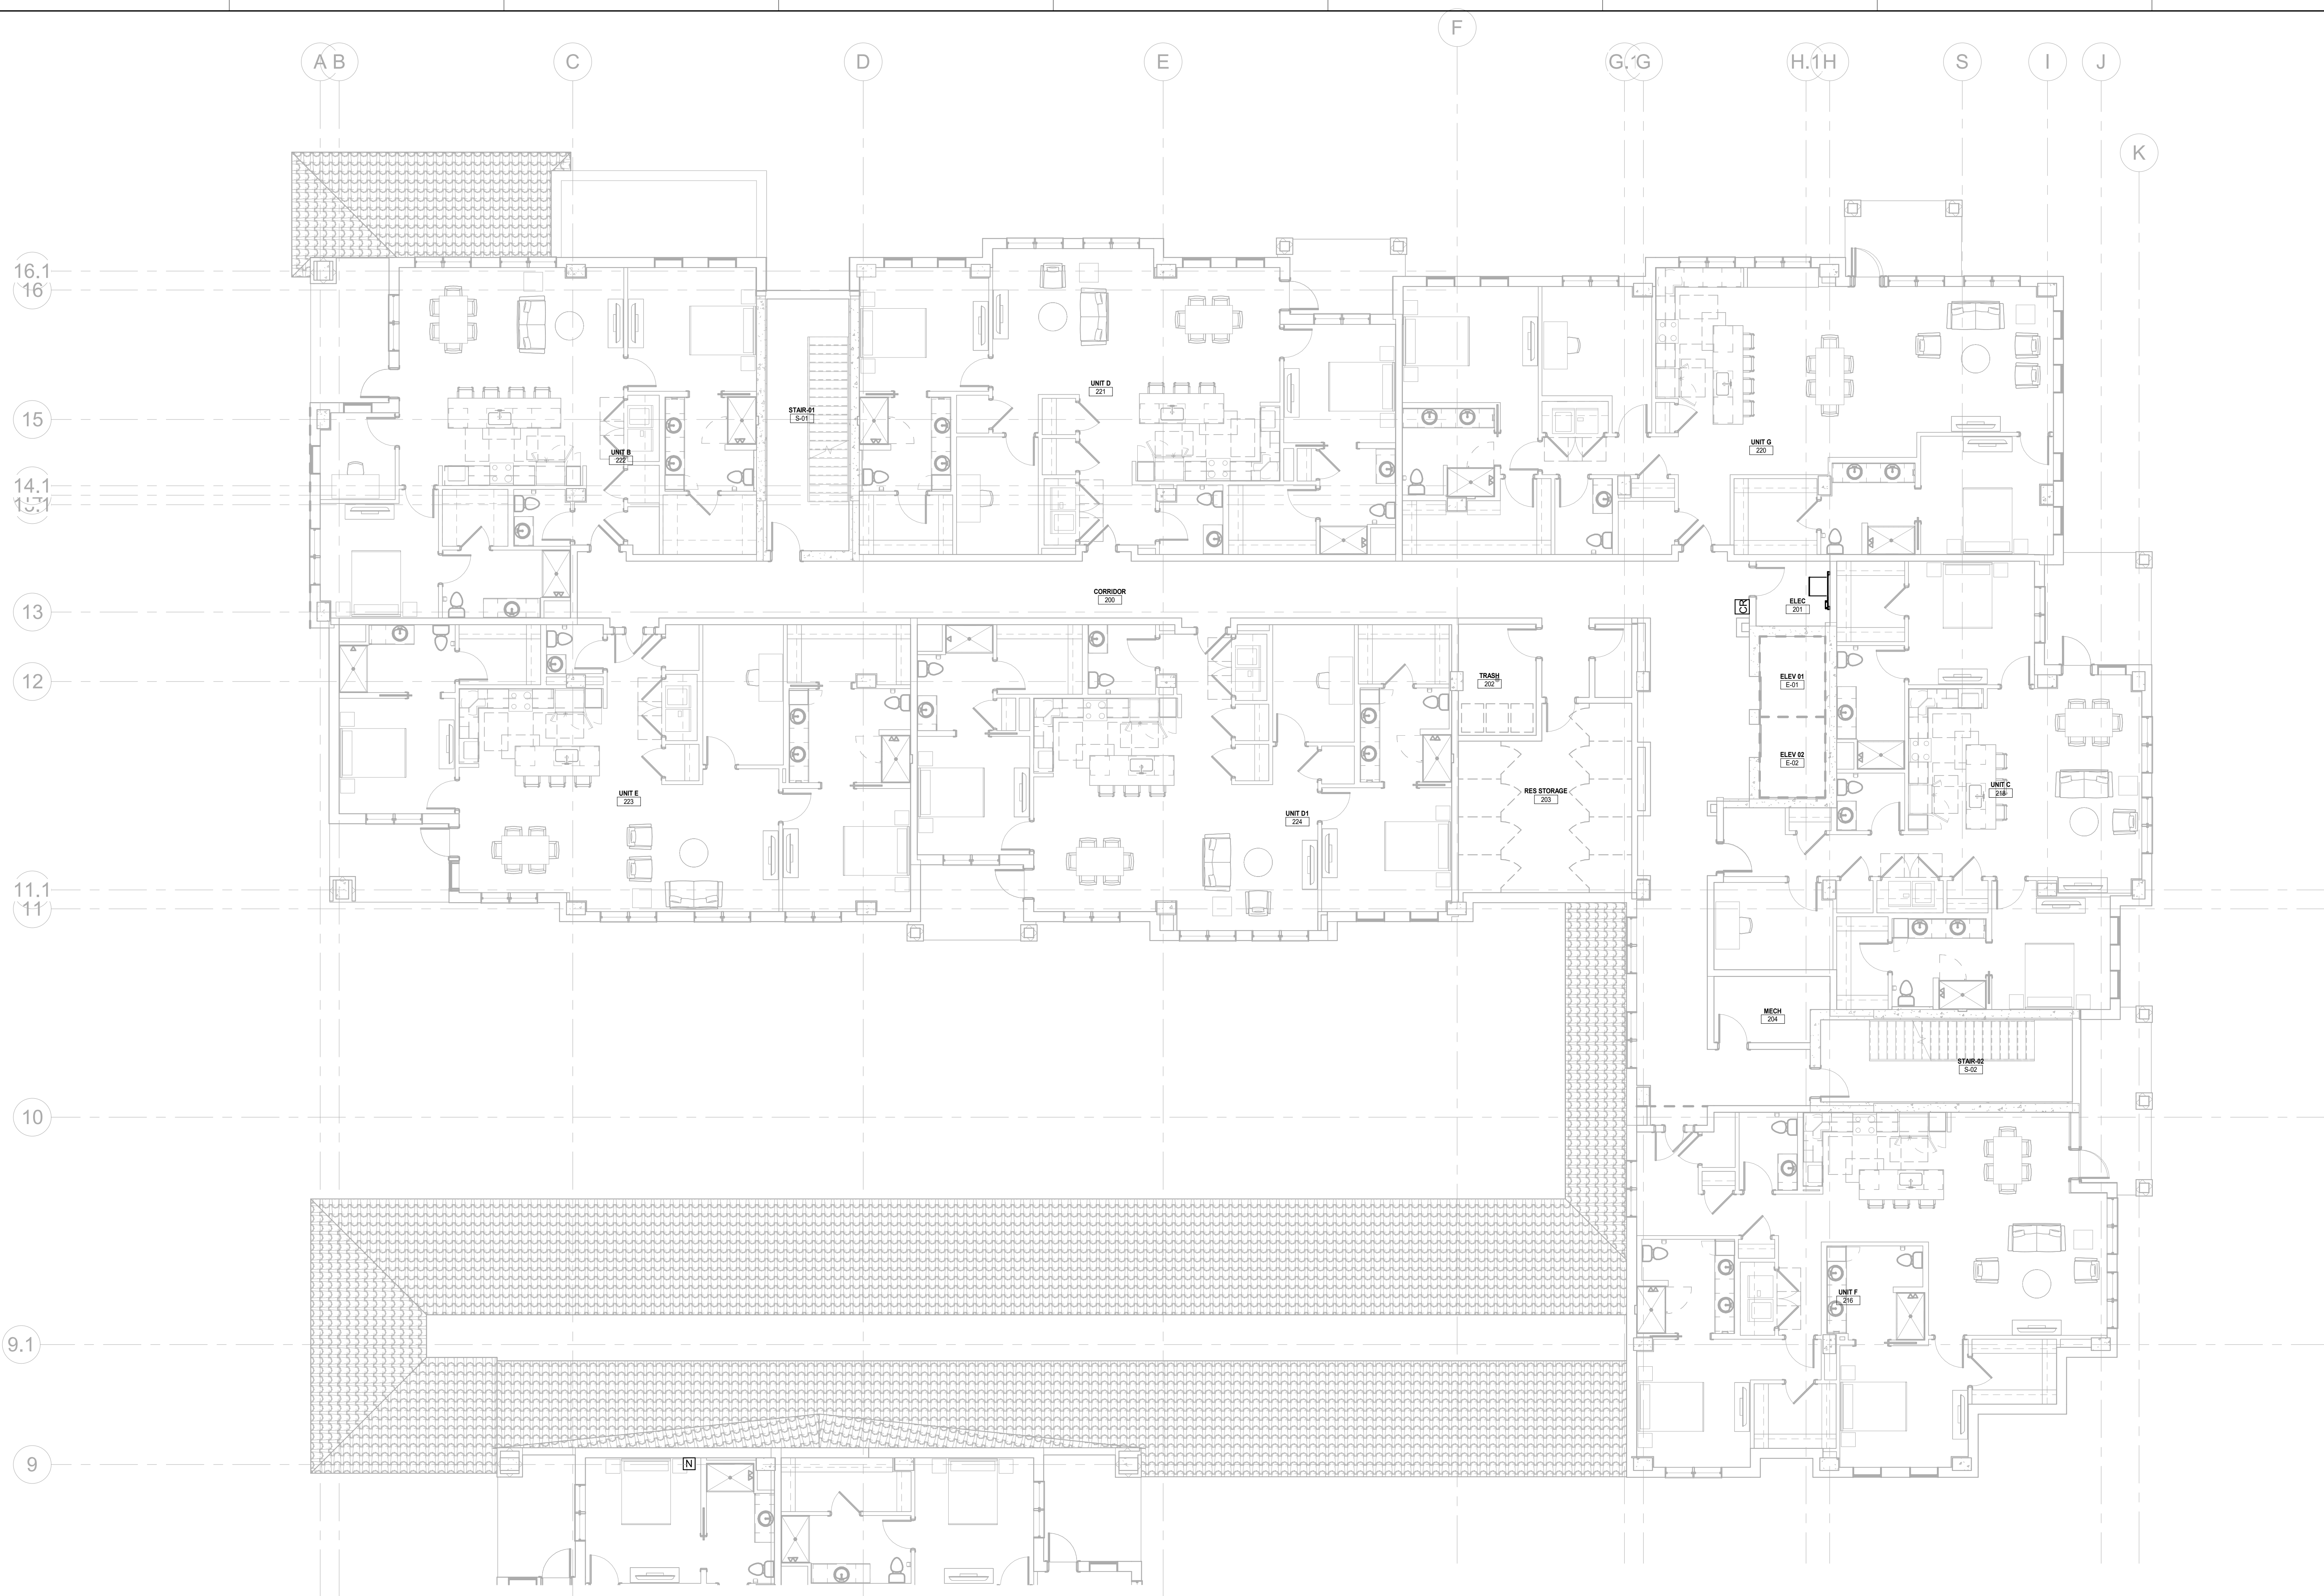 F
A
B
C
D
E
G.1
G
H.1
H
S
I
J
K
16.1
16
UNIT D
221
STAIR-01
S-01
15
UNIT G
220
UNIT B
222
14.1
CORRIDOR
200
ELEC
201
CR
13
TRASH
202
ELEV 01
E-01
12
ELEV 02
E-02
UNIT E
223
RES STORAGE
203
UNIT C
UNIT D1
224
11.1
11
MECH
204
STAIR-02
S-02
10
UNIT F
216
9.1
9
N